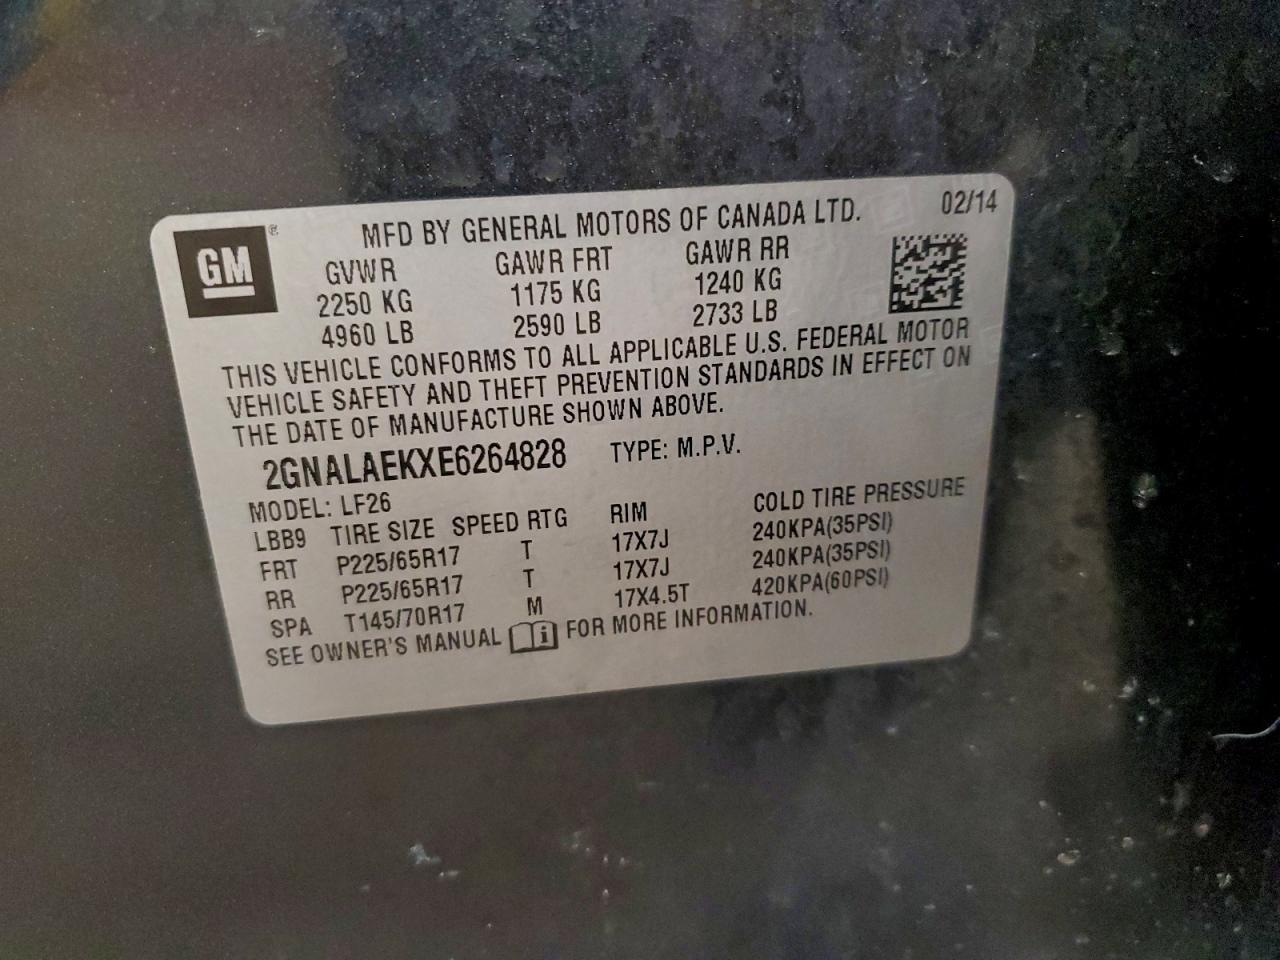 GM®
MFD BY GENERAL MOTORS OF CANADA LTD. 02/14
GVWR GAWR FRT GAWR RR
2250 KG 1175 KG 1240 KG
4960 LB 2590 LB 2733 LB
THIS VEHICLE CONFORMS TO ALL APPLICABLE U.S. FEDERAL MOTOR
VEHICLE SAFETY AND THEFT PREVENTION STANDARDS IN EFFECT ON
THE DATE OF MANUFACTURE SHOWN ABOVE.
2GNALAEKXE6264828 TYPE: M.P.V.
MODEL: LF26
LBB9 TIRE SIZE SPEED RTG RIM COLD TIRE PRESSURE
FRT P225/65R17 T 17X7J 240KPA(35PSI)
RR P225/65R17 T 17X7J 240KPA(35PSI)
SPA T145/70R17 M 17X4.5T 420KPA(60PSI)
SEE OWNER'S MANUAL i FOR MORE INFORMATION.